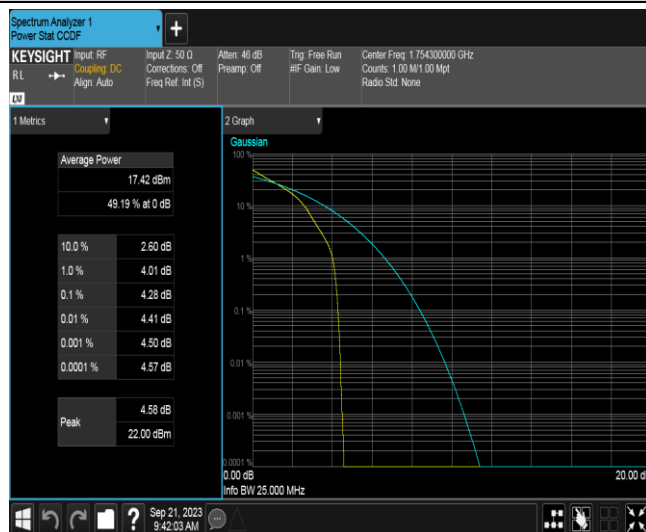 Spectrum Analyzer 1
Power Stat CCDF
+
KEYSIGHT
RL
Input: RF
Coupling: DC
Align: Auto
Input Z: 50 Ω
Corrections: Off
Freq Ref: Int (S)
Atten: 46 dB
Preamp: Off
Trig: Free Run
#IF Gain: Low
Center Freq: 1.754300000 GHz
Counts: 1.00 M/1.00 Mpt
Radio Std: None
LXI
1 Metrics
Average Power
17.42 dBm
49.19 % at 0 dB
10.0 % 2.60 dB
1.0 % 4.01 dB
0.1 % 4.28 dB
0.01 % 4.41 dB
0.001 % 4.50 dB
0.0001 % 4.57 dB
Peak
4.58 dB
22.00 dBm
2 Graph
Gaussian
100 %
10 %
1 %
0.1 %
0.01 %
0.001 %
0.0001 %
0.00 dB
20.00 d
Info BW 25.000 MHz
?
Sep 21, 2023
9:42:03 AM